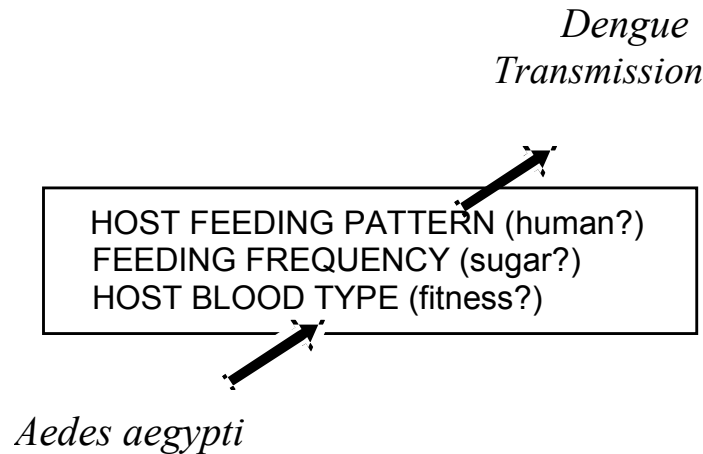 Dengue
Transmission
HOST FEEDING PATTERN (human?)
FEEDING FREQUENCY (sugar?)
HOST BLOOD TYPE (fitness?)
Aedes aegypti